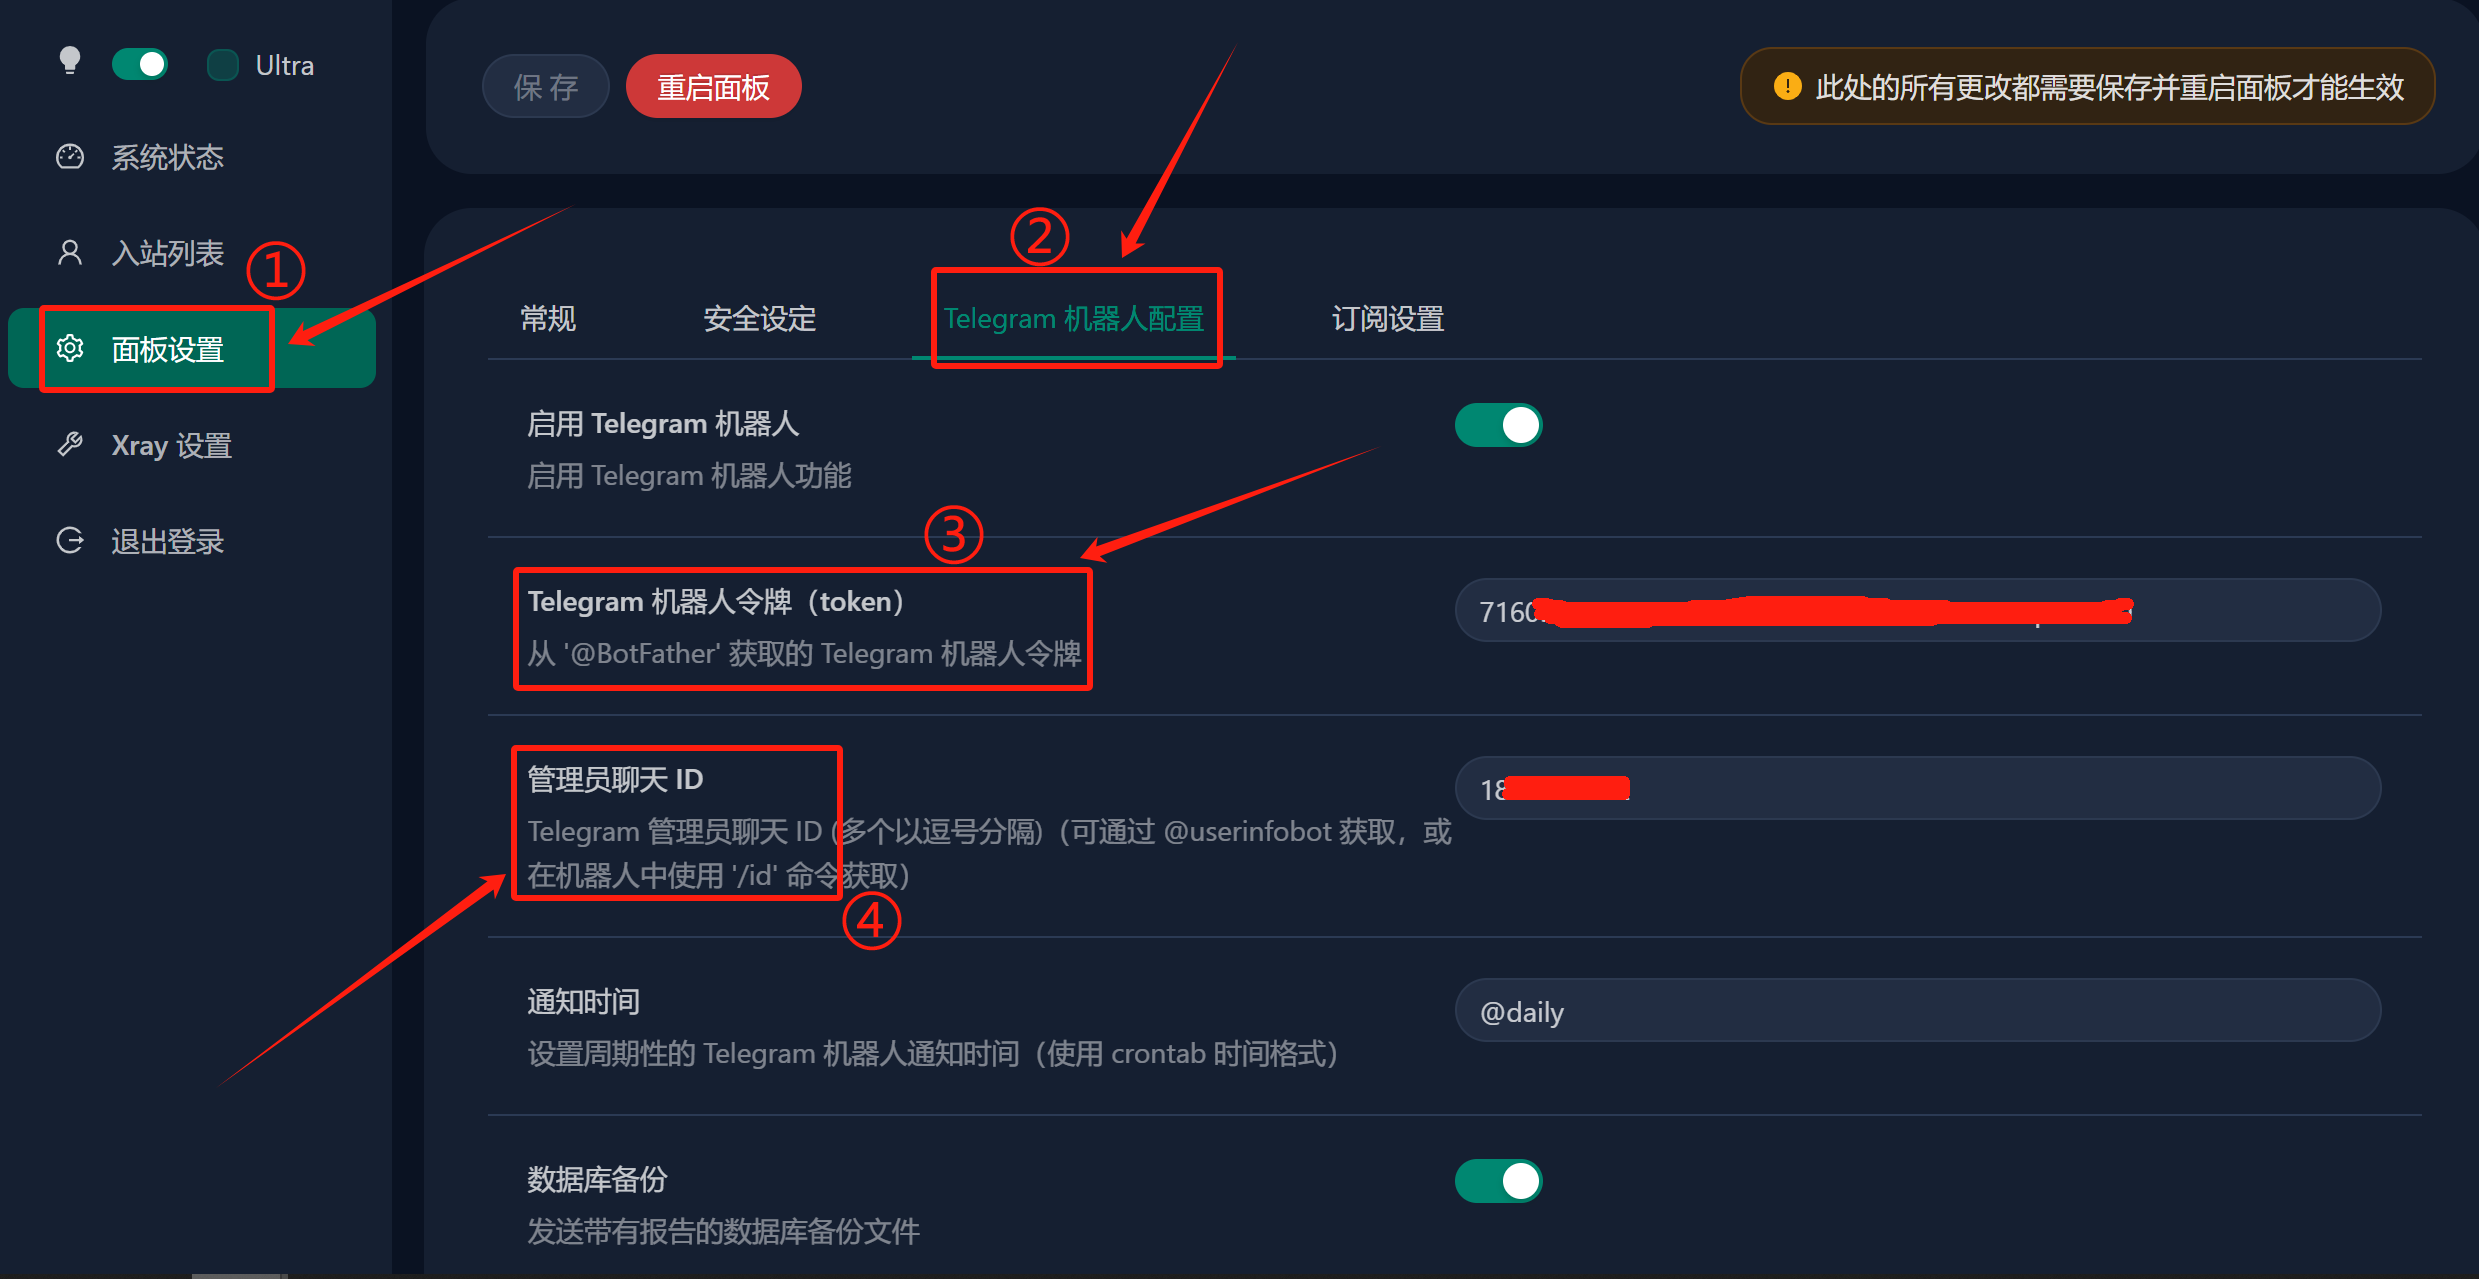 Ultra
系统状态
入站列表
①
面板设置
Xray 设置
退出登录
保 存
重启面板
此处的所有更改都需要保存并重启面板才能生效
②
常规
安全设定
Telegram 机器人配置
订阅设置
启用 Telegram 机器人
启用 Telegram 机器人功能
③
Telegram 机器人令牌（token）
从 '@BotFather' 获取的 Telegram 机器人令牌
7160
管理员聊天 ID
Telegram 管理员聊天 ID (多个以逗号分隔)（可通过 @userinfobot 获取，或
在机器人中使用 '/id' 命令获取）
18
④
通知时间
设置周期性的 Telegram 机器人通知时间（使用 crontab 时间格式）
@daily
数据库备份
发送带有报告的数据库备份文件